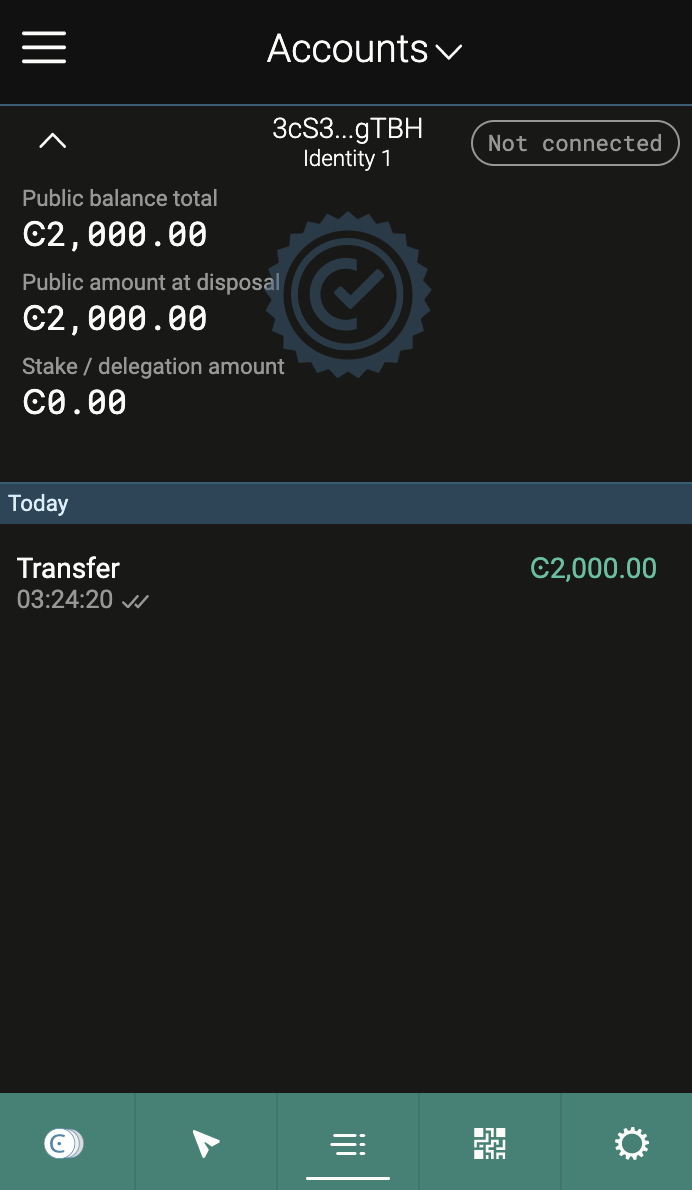 Accounts
3cS3...gTBH
Identity 1
Not connected
Public balance total
Ͼ2,000.00
Public amount at disposal
Ͼ2,000.00
Stake / delegation amount
Ͼ0.00
Today
Transfer
Ͼ2,000.00
03:24:20